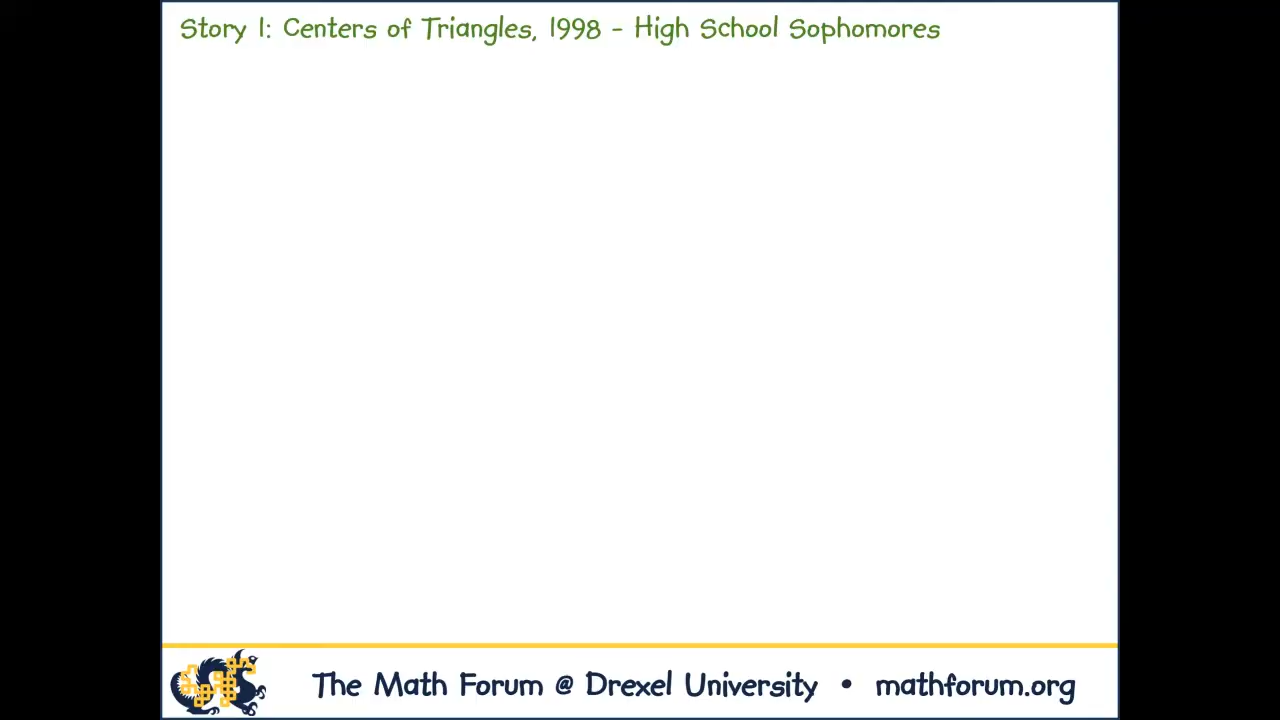 Story 1: Centers of Triangles, 1998 - High School Sophomores
The Math Forum @ Drexel University • mathforum.org